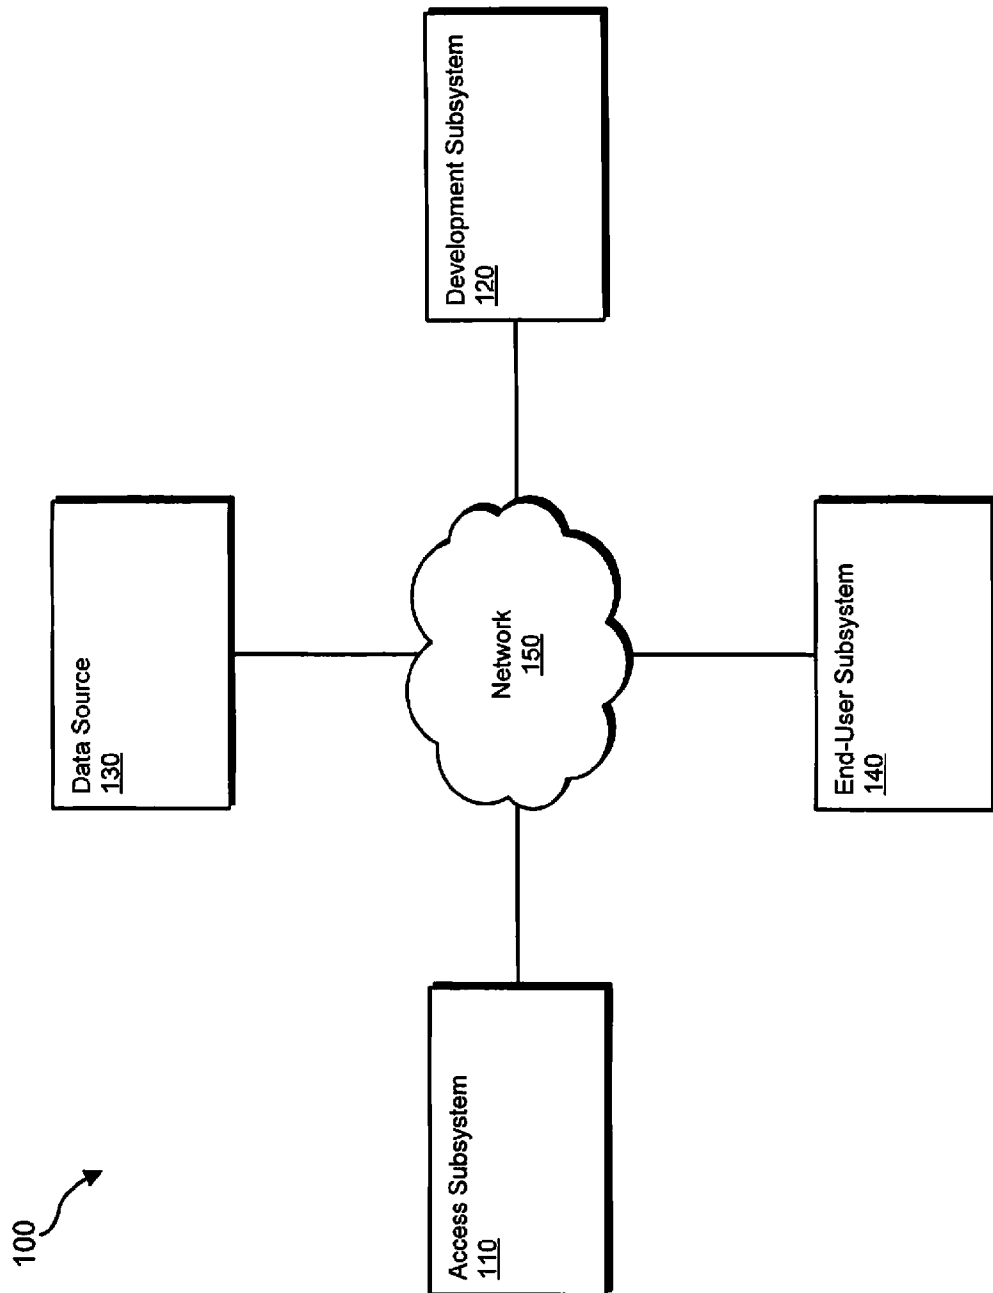 100
Data Source
130
Access Subsystem
110
Network
150
Development Subsystem
120
End-User Subsystem
140